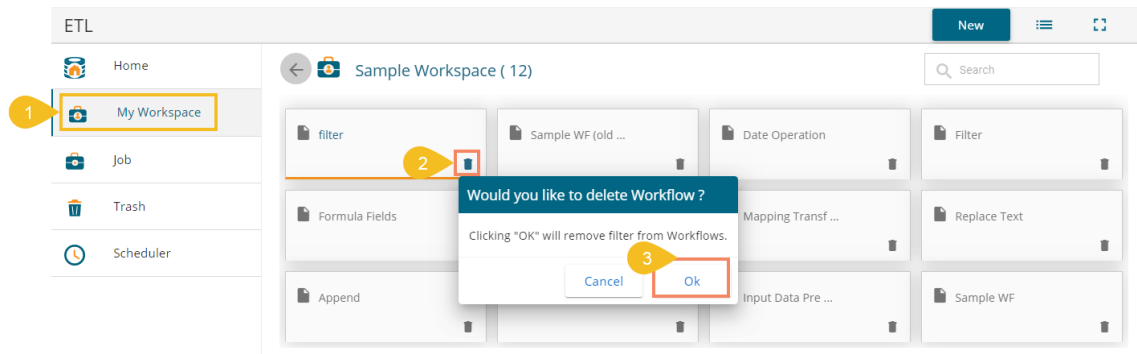 ETL
New
Home
My Workspace
Job
Trash
Scheduler
1
Sample Workspace ( 12)
Search
filter
Sample WF (old ...
Date Operation
Filter
2
Formula Fields
Mapping Transf ...
Replace Text
Append
Input Data Pre ...
Sample WF
Would you like to delete Workflow ?
Clicking "OK" will remove filter from Workflows.
3
Cancel
Ok